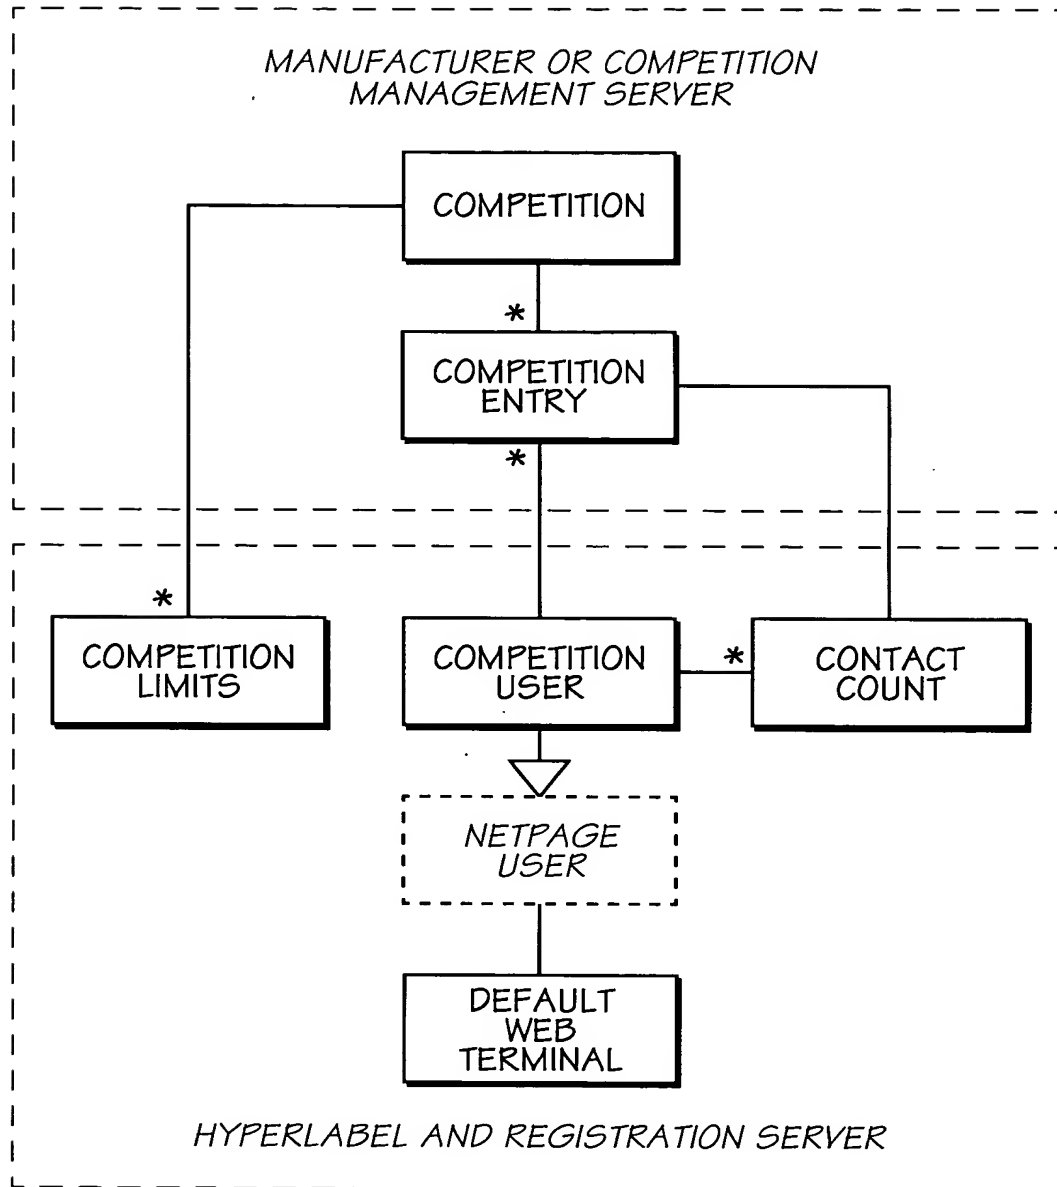 MANUFACTURER OR COMPETITION
MANAGEMENT SERVER
COMPETITION
*
COMPETITION
ENTRY
*
*
COMPETITION
LIMITS
COMPETITION
USER
*
CONTACT
COUNT
NETPAGE
USER
DEFAULT
WEB
TERMINAL
HYPERLABEL AND REGISTRATION SERVER